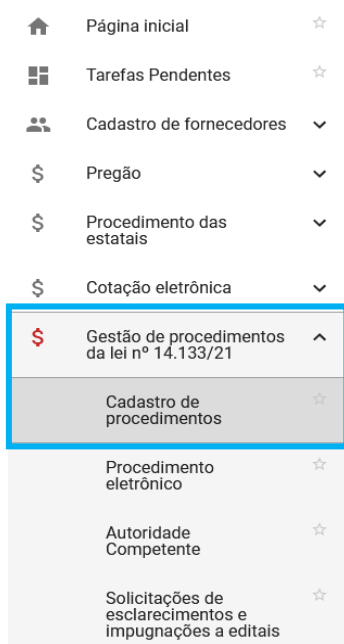 Página inicial
Tarefas Pendentes
Cadastro de fornecedores
$ Pregão
$ Procedimento das
estatais
$ Cotação eletrônica
$ Gestão de procedimentos
da lei nº 14.133/21
Cadastro de
procedimentos
Procedimento
eletrônico
Autoridade
Competente
Solicitações de
esclarecimentos e
impugnações a editais